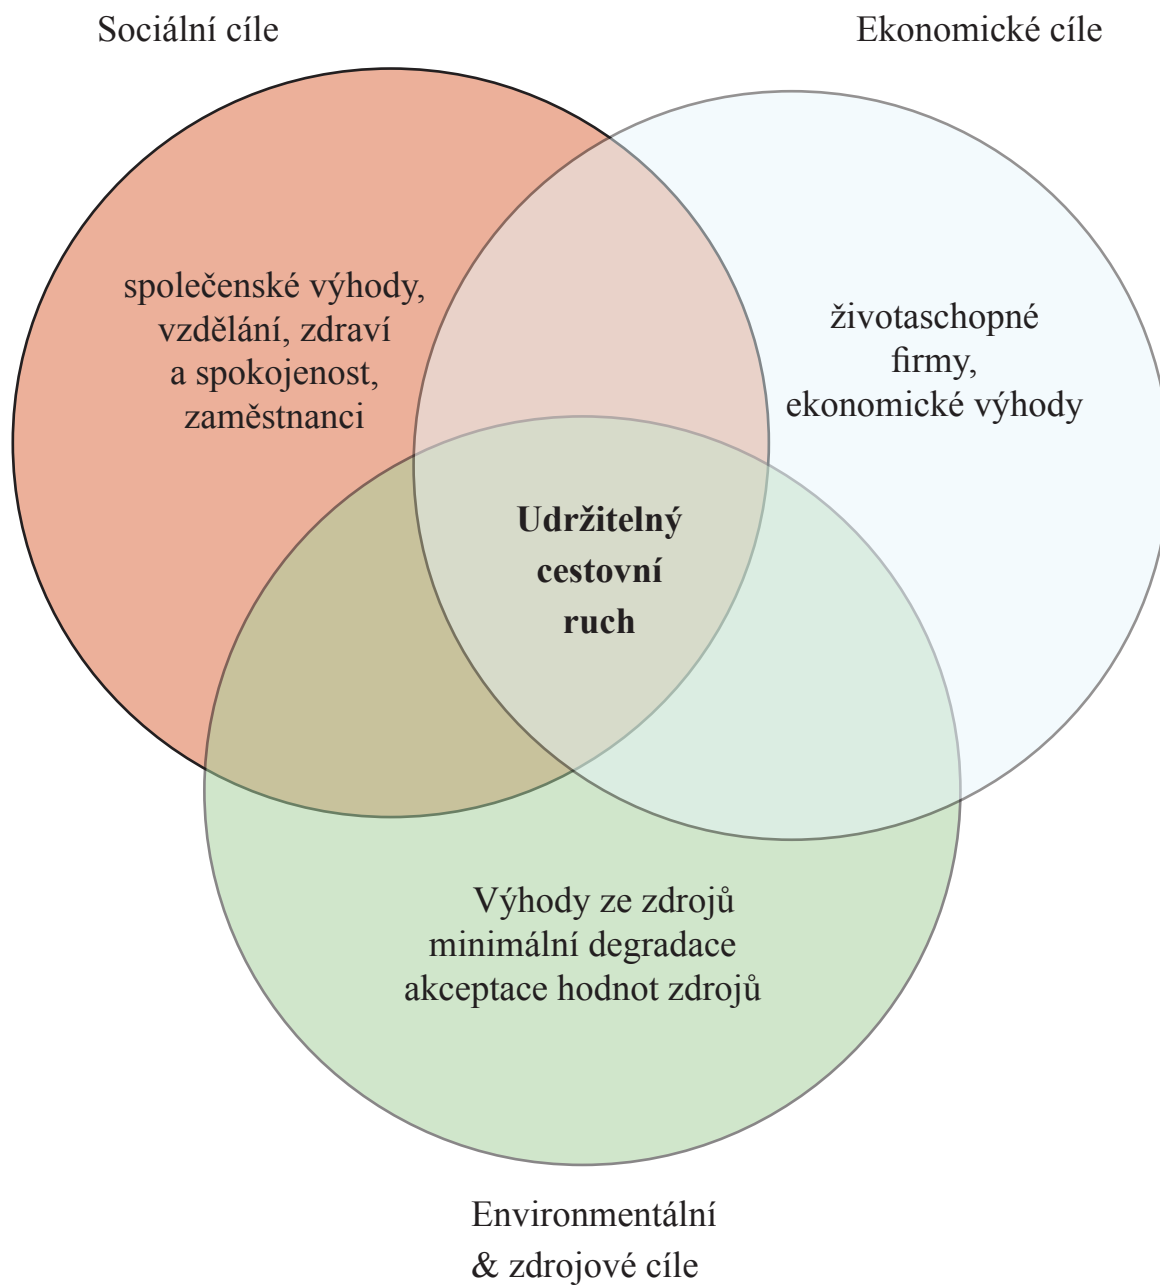 Sociální cíle
Ekonomické cíle
společenské výhody,
vzdělání, zdraví
a spokojenost,
zaměstnanci
životaschopné
firmy,
ekonomické výhody
Udržitelný
cestovní
ruch
Výhody ze zdrojů
minimální degradace
akceptace hodnot zdrojů
Environmentální
& zdrojové cíle